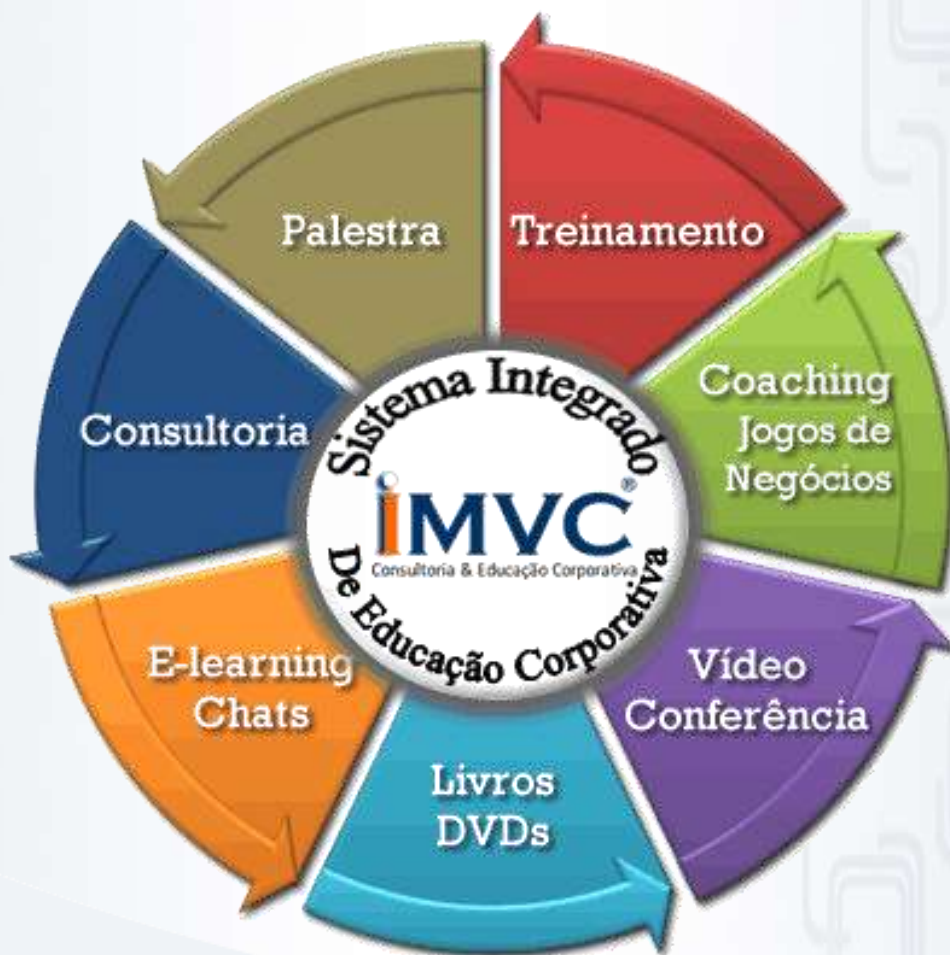 Palestra
Treinamento
Coaching
Jogos de
Negócios
Vídeo
Conferência
Livros
DVDs
E-learning
Chats
Consultoria
Sistema Integrado
iMVC®
Consultoria & Educação Corporativa
De Educação Corporativa